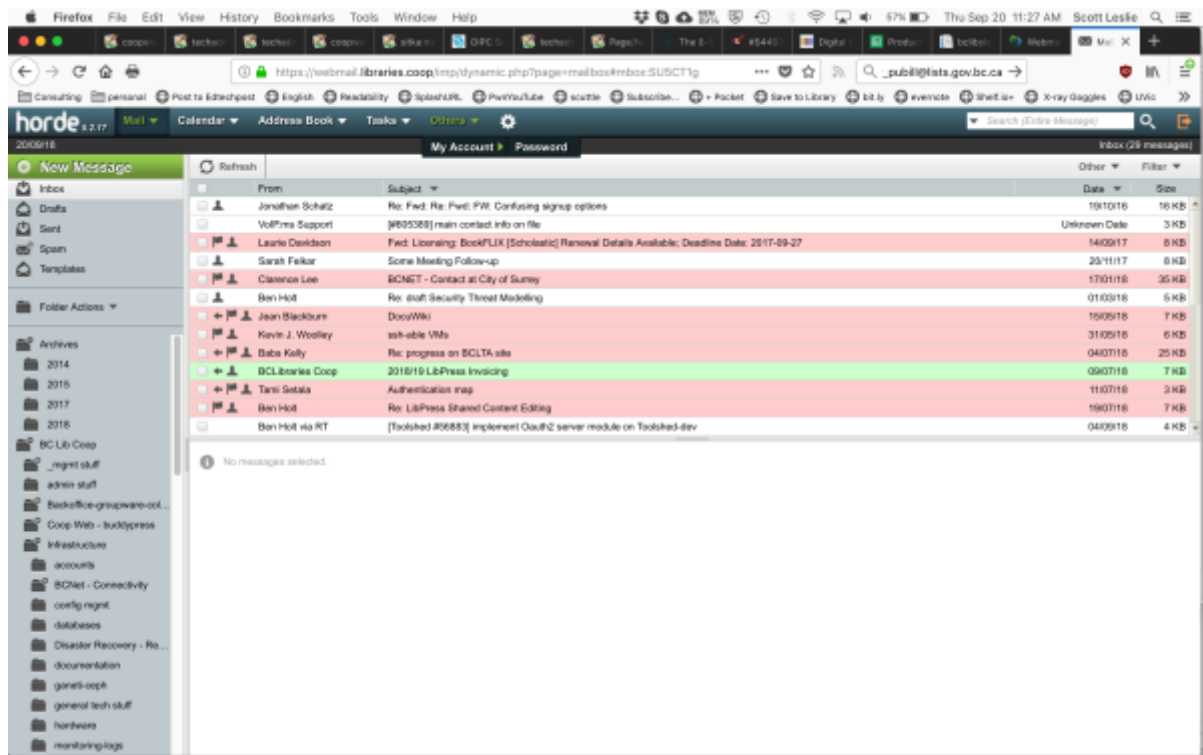 Firefox File Edit View History Bookmarks Tools Window Help 57% Thu Sep 20 11:27 AM Scott Leslie
https://webmail.libraries.coop/imp/dynamic.php?page=mailbox#mbox:SU5CT1g _pubill@lists.gov.bc.ca
Consulting personal Post to Edtechpost English Readability SplashURL PwnYouTube scuttle Subscribe... + Pocket Save to Library bit.ly evernote X-ray Goggles UVic
horde 5.2.17 Mail Calendar Address Book Tasks Others Search (Entire Message)
20/09/18 My Account Password Inbox (29 messages)
New Message Refresh Other Filter
Inbox
Drafts
Sent
Spam
Templates
Folder Actions
Archives
2014
2015
2017
2018
BC Lib Coop
_mgmt stuff
admin stuff
Backoffice-groupware-col...
Coop Web - buddypress
Infrastructure
accounts
BCNet - Connectivity
config mgmt
databases
Disaster Recovery - Re...
documentation
ganeti-ceph
general tech stuff
hardware
monitoring-logs
From Subject Date Size
Jonathan Schatz Re: Fwd: Re: Fwd: FW: Confusing signup options 19/10/16 16 KB
VoIP.ms Support [#605389] main contact info on file Unknown Date 3 KB
Laurie Davidson Fwd: Licensing: BookFLIX [Scholastic] Renewal Details Available; Deadline Date: 2017-09-27 14/09/17 8 KB
Sarah Felkar Some Meeting Follow-up 20/11/17 8 KB
Clarence Lee BCNET - Contact at City of Surrey 17/01/18 35 KB
Ben Holt Re: draft Security Threat Modelling 01/03/18 5 KB
Jean Blackburn DocuWiki 15/05/18 7 KB
Kevin J. Woolley ssh-able VMs 31/05/18 6 KB
Babs Kelly Re: progress on BCLTA site 04/07/18 25 KB
BCLibraries Coop 2018/19 LibPress Invoicing 09/07/18 7 KB
Tami Setala Authentication map 11/07/18 3 KB
Ben Holt Re: LibPress Shared Content Editing 19/07/18 7 KB
Ben Holt via RT [Toolshed #56883] implement Oauth2 server module on Toolshed-dev 04/09/18 4 KB
No messages selected.